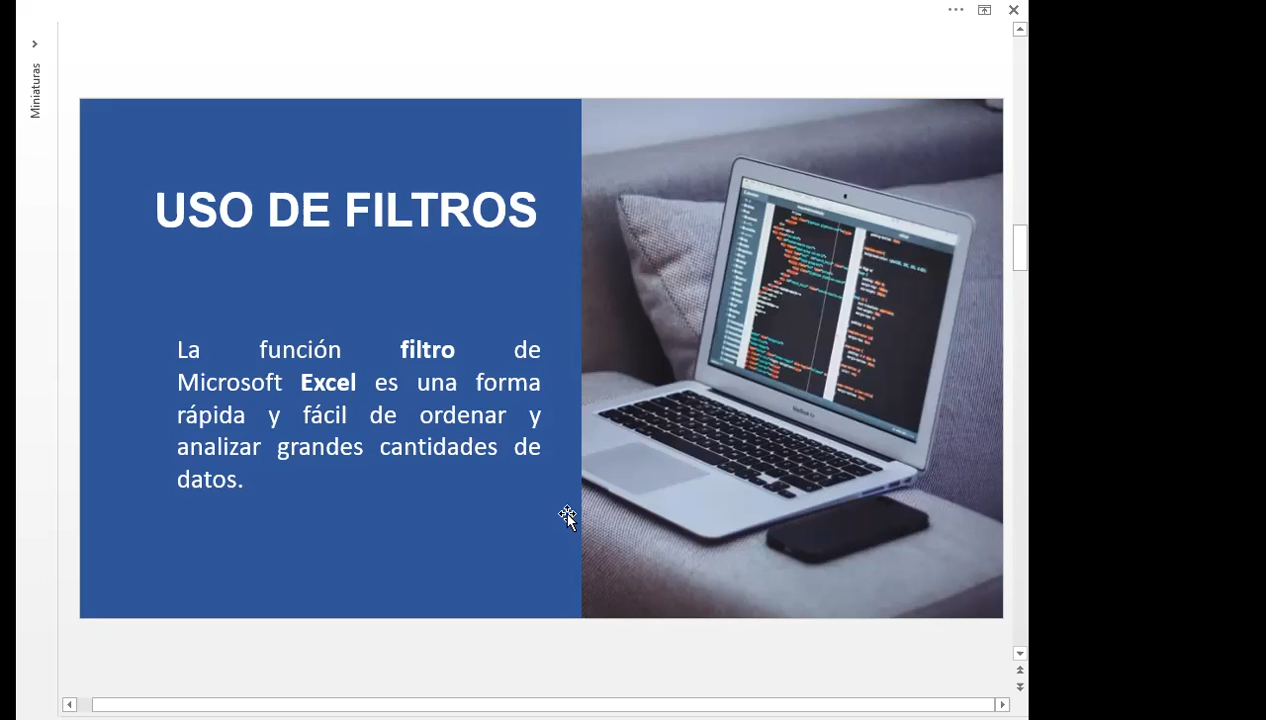 Miniaturas
USO DE FILTROS
La función filtro de
Microsoft Excel es una forma
rápida y fácil de ordenar y
analizar grandes cantidades de
datos.